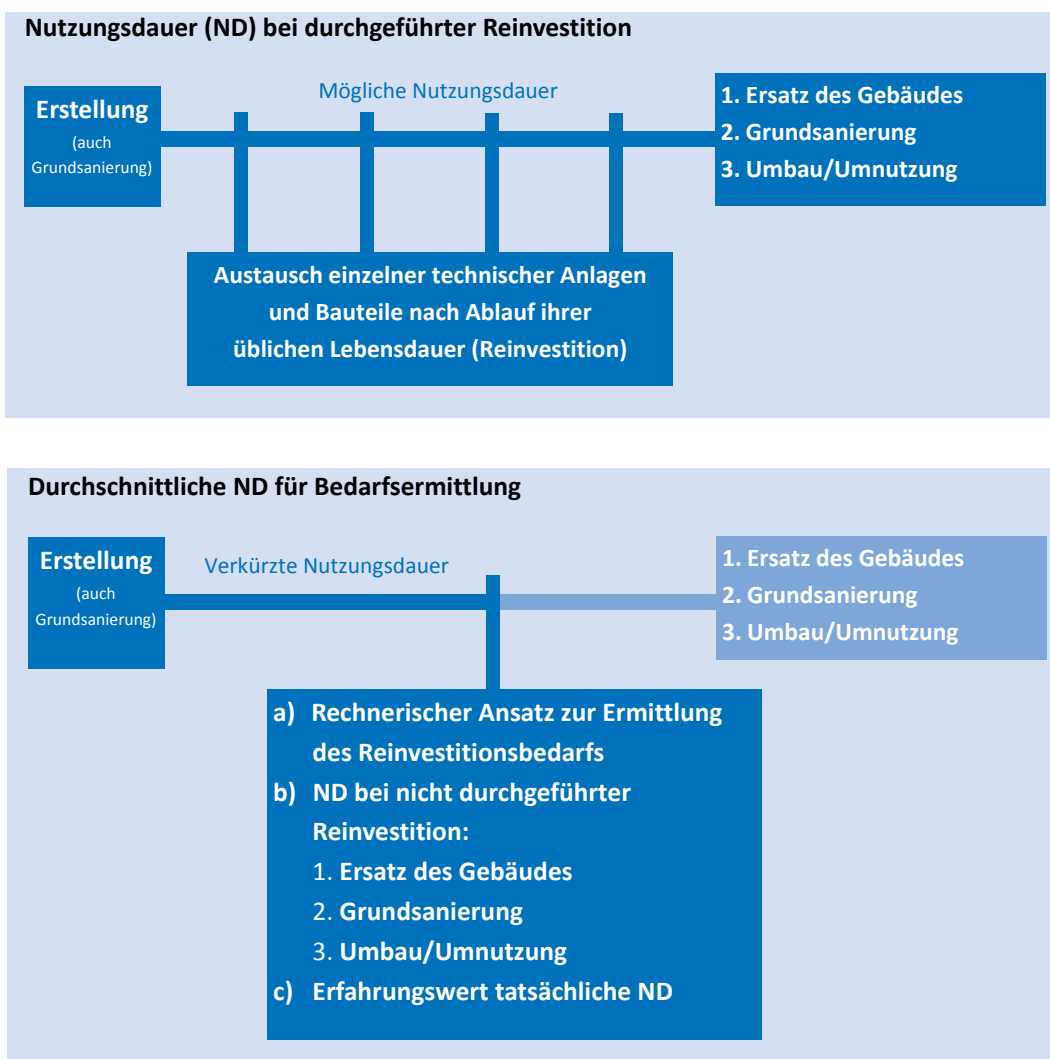 Nutzungsdauer (ND) bei durchgeführter Reinvestition
Erstellung
(auch
Grundsanierung)
Mögliche Nutzungsdauer
1. Ersatz des Gebäudes
2. Grundsanierung
3. Umbau/Umnutzung
Austausch einzelner technischer Anlagen
und Bauteile nach Ablauf ihrer
üblichen Lebensdauer (Reinvestition)
Durchschnittliche ND für Bedarfsermittlung
Erstellung
(auch
Grundsanierung)
Verkürzte Nutzungsdauer
1. Ersatz des Gebäudes
2. Grundsanierung
3. Umbau/Umnutzung
a) Rechnerischer Ansatz zur Ermittlung
des Reinvestitionsbedarfs
b) ND bei nicht durchgeführter
Reinvestition:
1. Ersatz des Gebäudes
2. Grundsanierung
3. Umbau/Umnutzung
c) Erfahrungswert tatsächliche ND